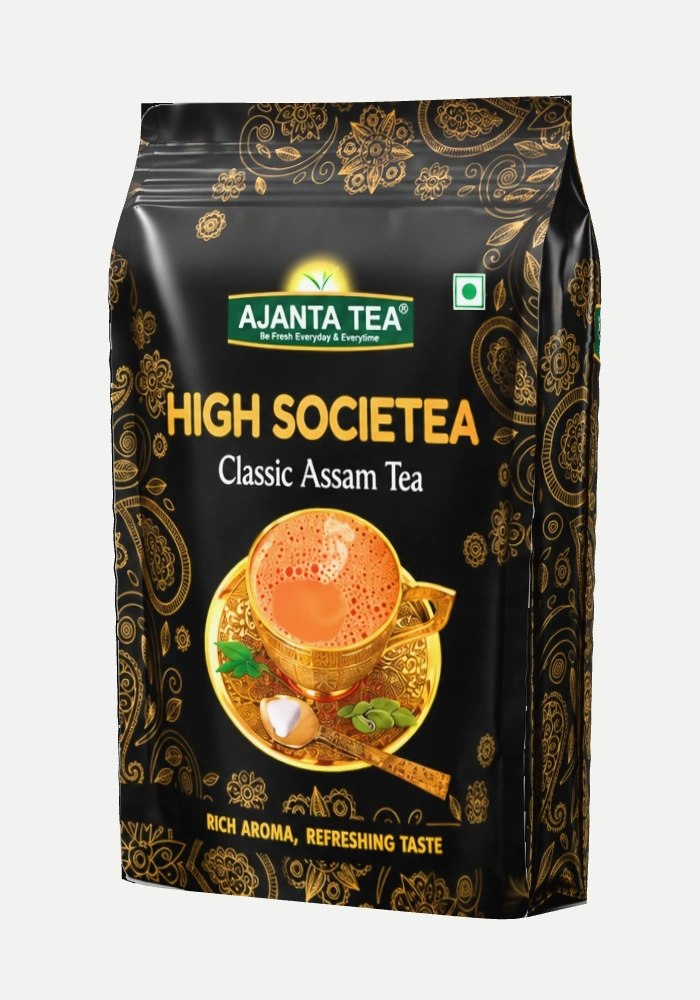 AJANTA TEA®
Be Fresh Everyday & Everytime
HIGH SOCIETEA
Classic Assam Tea
RICH AROMA, REFRESHING TASTE